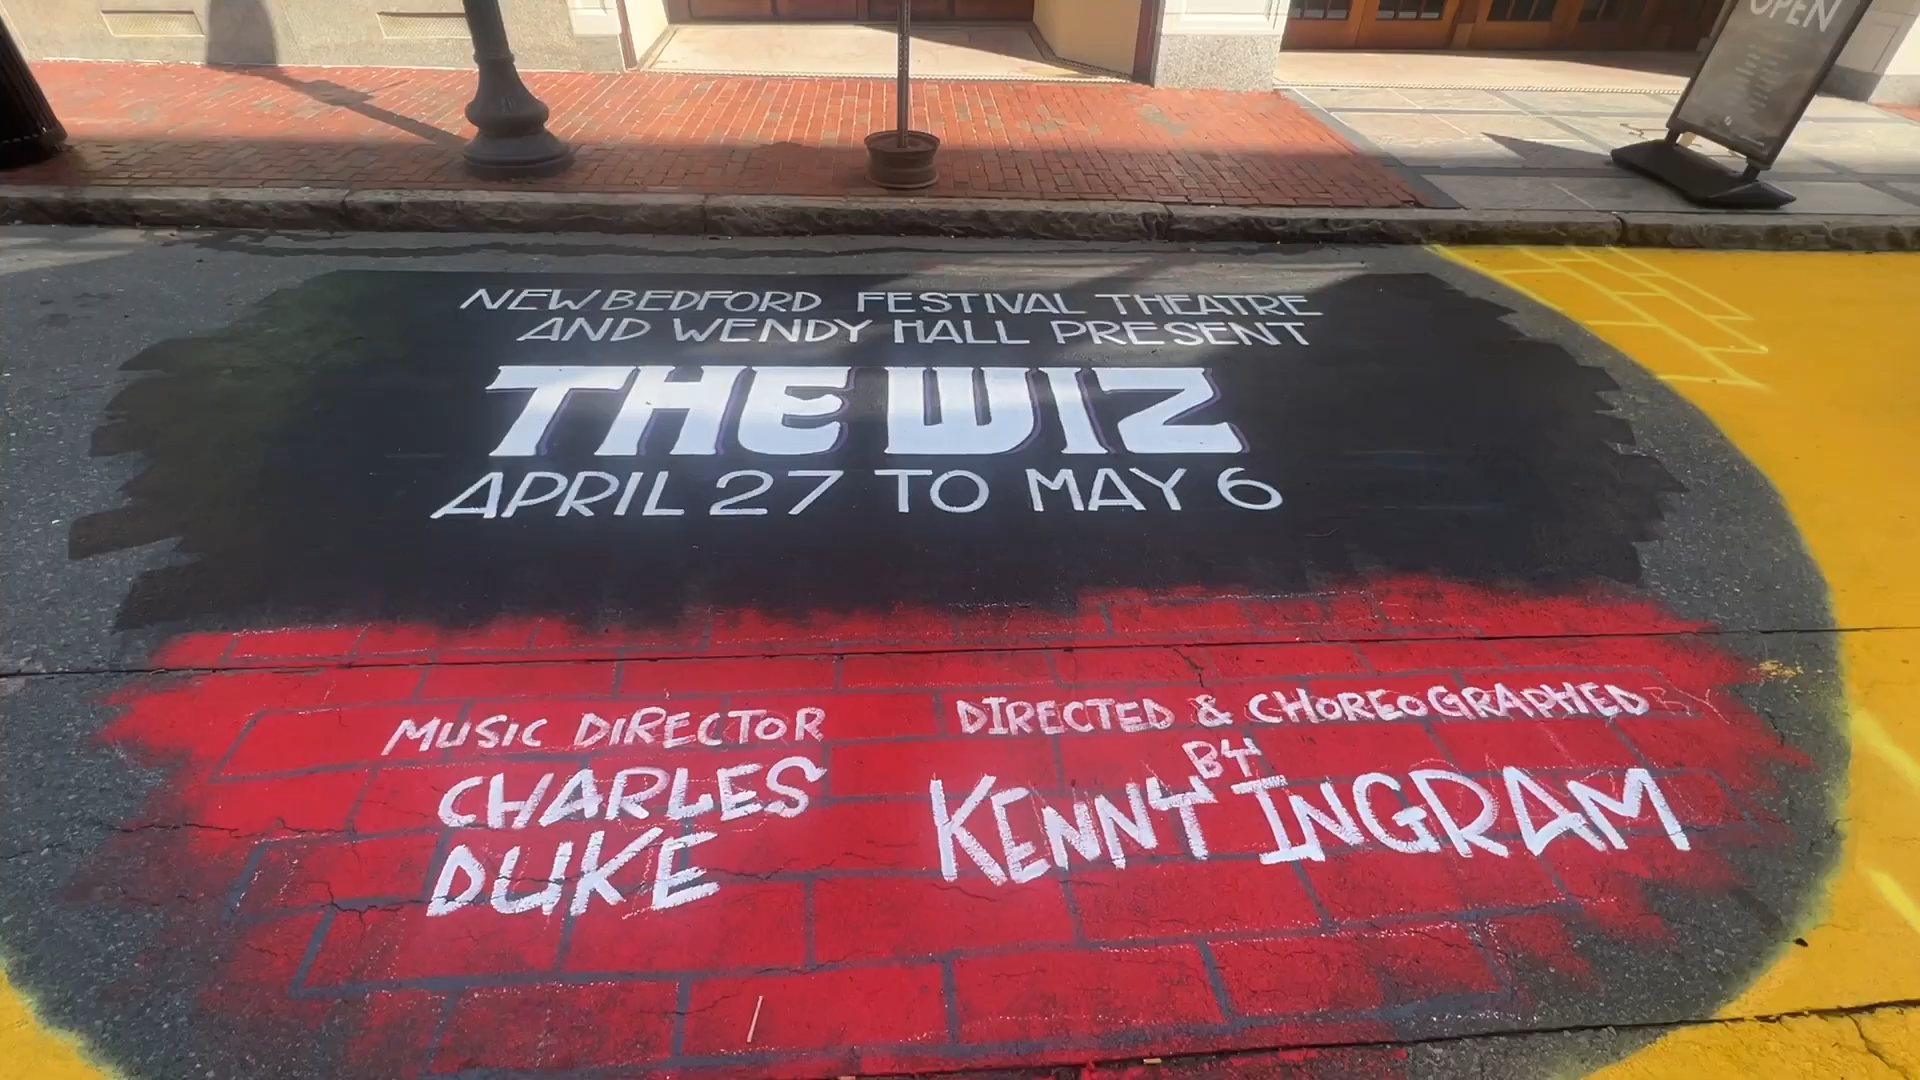 OPEN
NEW BEDFORD FESTIVAL THEATRE
AND WENDY HALL PRESENT
THE WIZ
APRIL 27 TO MAY 6
MUSIC DIRECTOR
CHARLES
DUKE
DIRECTED & CHOREOGRAPHED
BY
KENNY INGRAM